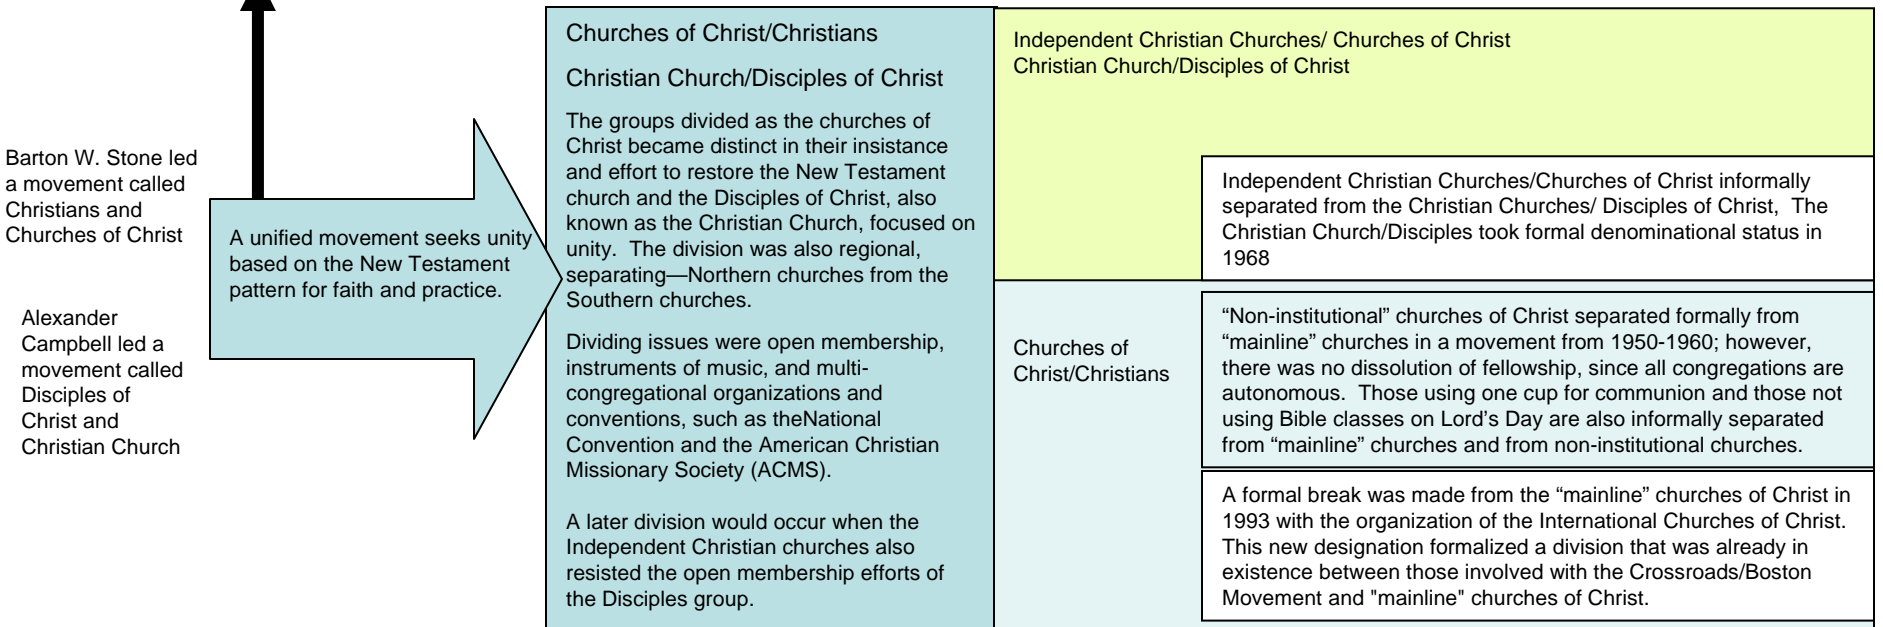 Barton W. Stone led
a movement called
Christians and
Churches of Christ
Alexander
Campbell led a
movement called
Disciples of
Christ and
Christian Church
A unified movement seeks unity
based on the New Testament
pattern for faith and practice.
Churches of Christ/Christians
Christian Church/Disciples of Christ
The groups divided as the churches of
Christ became distinct in their insistance
and effort to restore the New Testament
church and the Disciples of Christ, also
known as the Christian Church, focused on
unity.  The division was also regional,
separating—Northern churches from the
Southern churches.
Dividing issues were open membership,
instruments of music, and multi-
congregational organizations and
conventions, such as theNational
Convention and the American Christian
Missionary Society (ACMS).
A later division would occur when the
Independent Christian churches also
resisted the open membership efforts of
the Disciples group.
Independent Christian Churches/ Churches of Christ
Christian Church/Disciples of Christ
Independent Christian Churches/Churches of Christ informally
separated from the Christian Churches/ Disciples of Christ,  The
Christian Church/Disciples took formal denominational status in
1968
Churches of
Christ/Christians
“Non-institutional” churches of Christ separated formally from
“mainline” churches in a movement from 1950-1960; however,
there was no dissolution of fellowship, since all congregations are
autonomous.  Those using one cup for communion and those not
using Bible classes on Lord’s Day are also informally separated
from “mainline” churches and from non-institutional churches.
A formal break was made from the “mainline” churches of Christ in
1993 with the organization of the International Churches of Christ.
This new designation formalized a division that was already in
existence between those involved with the Crossroads/Boston
Movement and "mainline" churches of Christ.